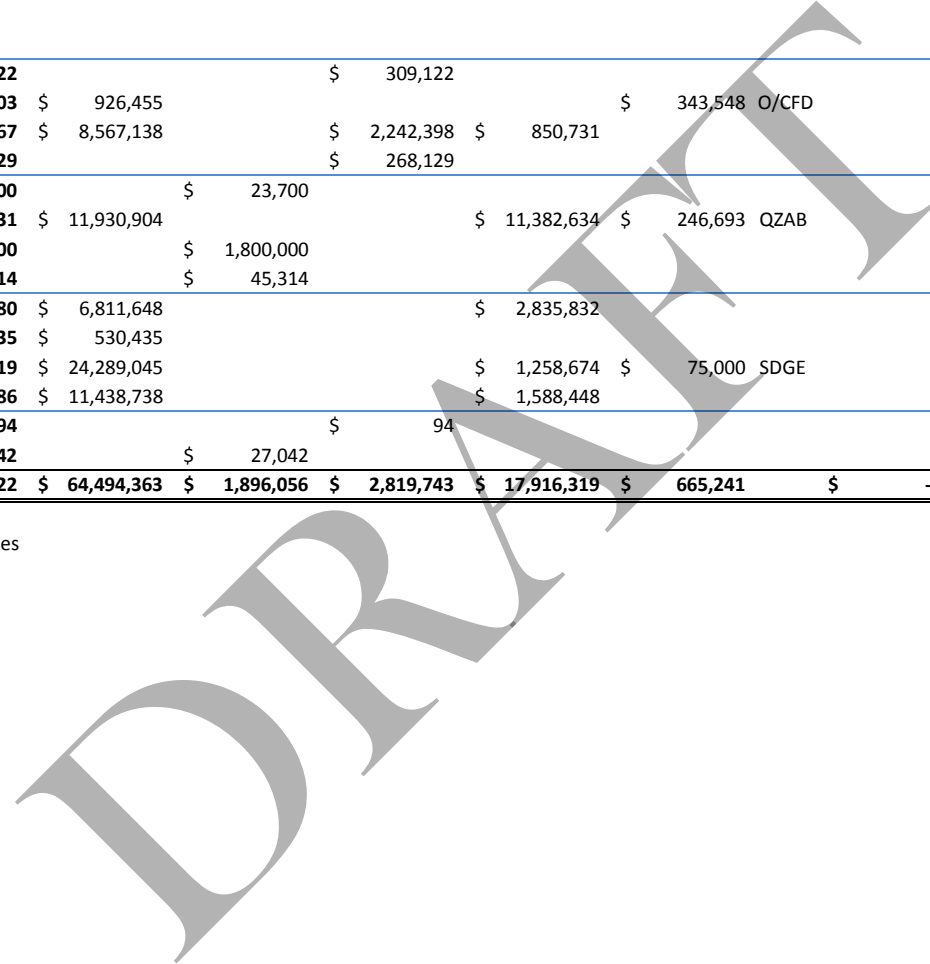 22 $ 309,122
03 $ 926,455 $ 343,548 O/CFD
67 $ 8,567,138 $ 2,242,398 $ 850,731
29 $ 268,129
00 $ 23,700
31 $ 11,930,904 $ 11,382,634 $ 246,693 QZAB
00 $ 1,800,000
14 $ 45,314
80 $ 6,811,648 $ 2,835,832
35 $ 530,435
19 $ 24,289,045 $ 1,258,674 $ 75,000 SDGE
86 $ 11,438,738 $ 1,588,448
94 $ 94
42 $ 27,042
22 $ 64,494,363 $ 1,896,056 $ 2,819,743 $ 17,916,319 $ 665,241 $ -
es
DRAFT